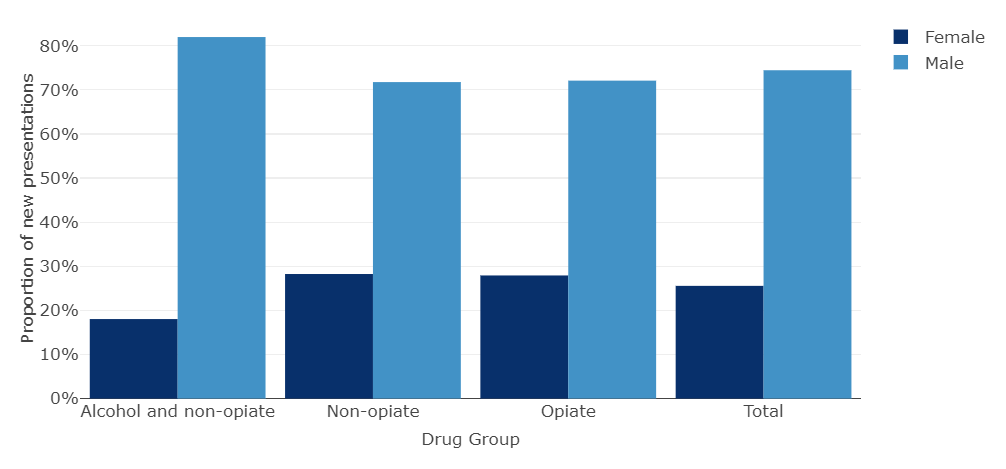 Female
Male
Proportion of new presentations
80%
70%
60%
50%
40%
30%
20%
10%
0%
Alcohol and non-opiate
Non-opiate
Opiate
Total
Drug Group